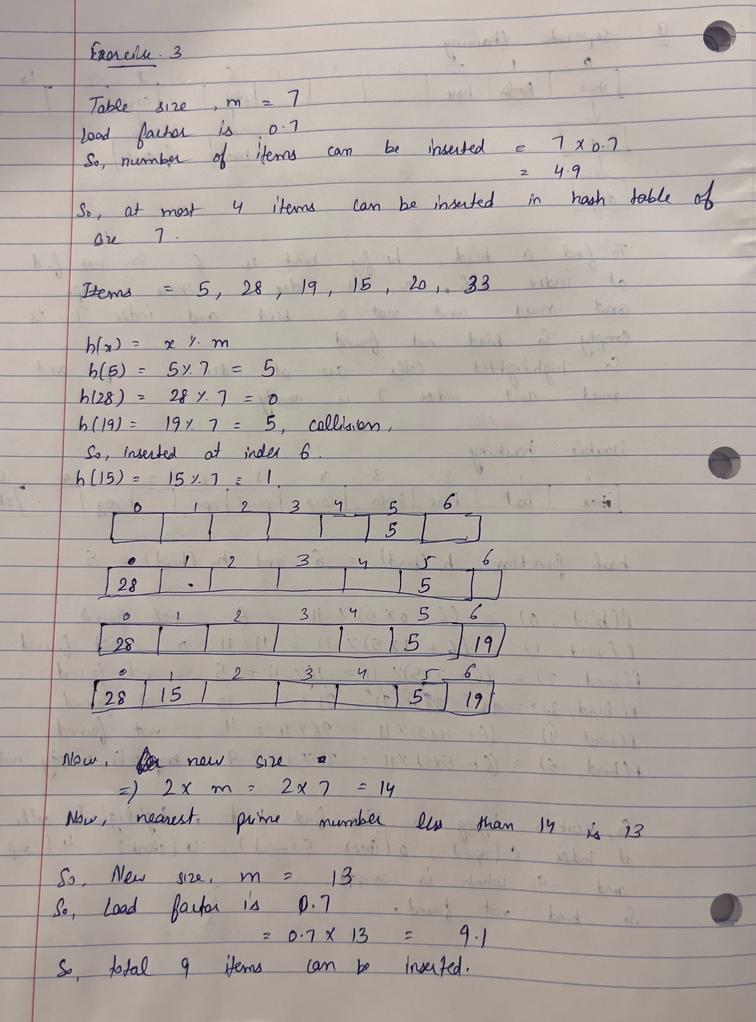 Exercise 3
Table size, m = 7
Load factor is 0.7
So, number of items can be inserted = 7 x 0.7
= 4.9
So, at most 4 items can be inserted in hash table of
size 7.
Items = 5, 28, 19, 15, 20, 33
h(x) = x % m
h(5) = 5 % 7 = 5
h(28) = 28 % 7 = 0
h(19) = 19 % 7 = 5, collision,
So, inserted at index 6.
h(15) = 15 % 7 = 1.
0 1 2 3 4 5 6
5
0 1 2 3 4 5 6
28 5
0 1 2 3 4 5 6
28 5 19
0 1 2 3 4 5 6
28 15 5 19
Now, new size
=) 2 x m = 2 x 7 = 14
Now, nearest prime number less than 14 is 13
So, New size, m = 13
So, Load factor is 0.7
= 0.7 x 13 = 9.1
So, total 9 items can be inserted.